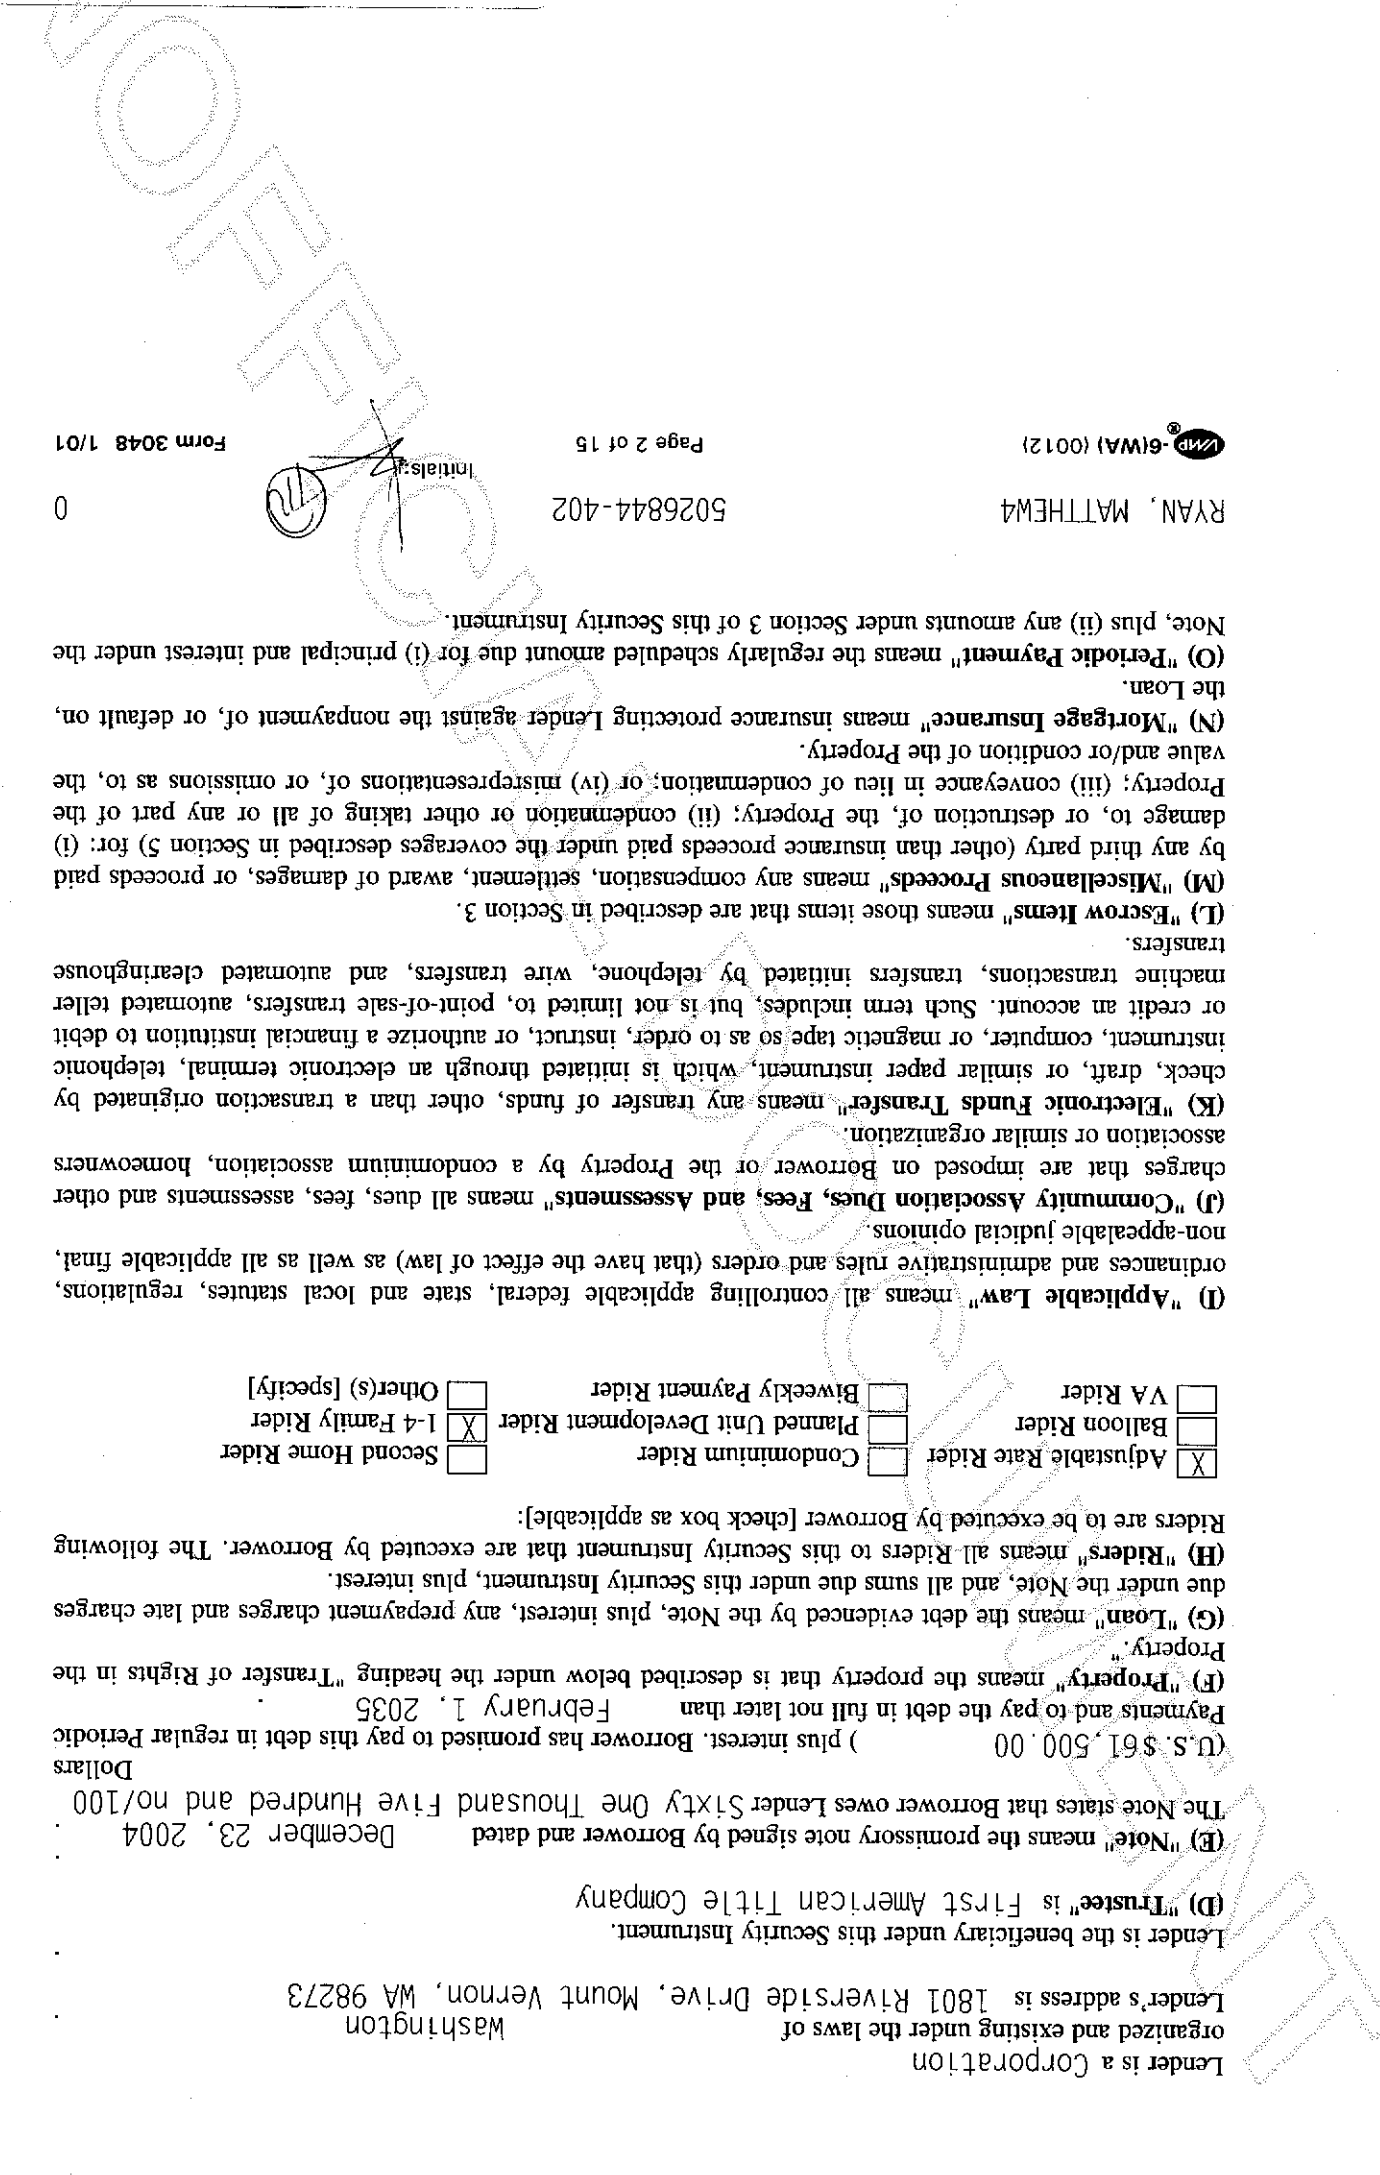 Lender is a Corporation
organized and existing under the laws of Washington .
Lender's address is 1801 Riverside Drive, Mount Vernon, WA 98273
Lender is the beneficiary under this Security Instrument.
(D) "Trustee" is First American Title Company
(E) "Note" means the promissory note signed by Borrower and dated December 23, 2004 .
The Note states that Borrower owes Lender Sixty One Thousand Five Hundred and no/100
Dollars
(U.S. $61,500.00 ) plus interest. Borrower has promised to pay this debt in regular Periodic
Payments and to pay the debt in full not later than February 1, 2035 .
(F) "Property" means the property that is described below under the heading "Transfer of Rights in the
Property."
(G) "Loan" means the debt evidenced by the Note, plus interest, any prepayment charges and late charges
due under the Note, and all sums due under this Security Instrument, plus interest.
(H) "Riders" means all Riders to this Security Instrument that are executed by Borrower. The following
Riders are to be executed by Borrower [check box as applicable]:
X Adjustable Rate Rider Condominium Rider Second Home Rider
Balloon Rider Planned Unit Development Rider X 1-4 Family Rider
VA Rider Biweekly Payment Rider Other(s) [specify]
(I) "Applicable Law" means all controlling applicable federal, state and local statutes, regulations,
ordinances and administrative rules and orders (that have the effect of law) as well as all applicable final,
non-appealable judicial opinions.
(J) "Community Association Dues, Fees, and Assessments" means all dues, fees, assessments and other
charges that are imposed on Borrower or the Property by a condominium association, homeowners
association or similar organization.
(K) "Electronic Funds Transfer" means any transfer of funds, other than a transaction originated by
check, draft, or similar paper instrument, which is initiated through an electronic terminal, telephonic
instrument, computer, or magnetic tape so as to order, instruct, or authorize a financial institution to debit
or credit an account. Such term includes, but is not limited to, point-of-sale transfers, automated teller
machine transactions, transfers initiated by telephone, wire transfers, and automated clearinghouse
transfers.
(L) "Escrow Items" means those items that are described in Section 3.
(M) "Miscellaneous Proceeds" means any compensation, settlement, award of damages, or proceeds paid
by any third party (other than insurance proceeds paid under the coverages described in Section 5) for: (i)
damage to, or destruction of, the Property; (ii) condemnation or other taking of all or any part of the
Property; (iii) conveyance in lieu of condemnation; or (iv) misrepresentations of, or omissions as to, the
value and/or condition of the Property.
(N) "Mortgage Insurance" means insurance protecting Lender against the nonpayment of, or default on,
the Loan.
(O) "Periodic Payment" means the regularly scheduled amount due for (i) principal and interest under the
Note, plus (ii) any amounts under Section 3 of this Security Instrument.
RYAN, MATTHEW4 5026844-402 0
Initials:
VMP®-6(WA) (0012) Page 2 of 15 Form 3048 1/01
UNOFFICIAL DOCUMENT